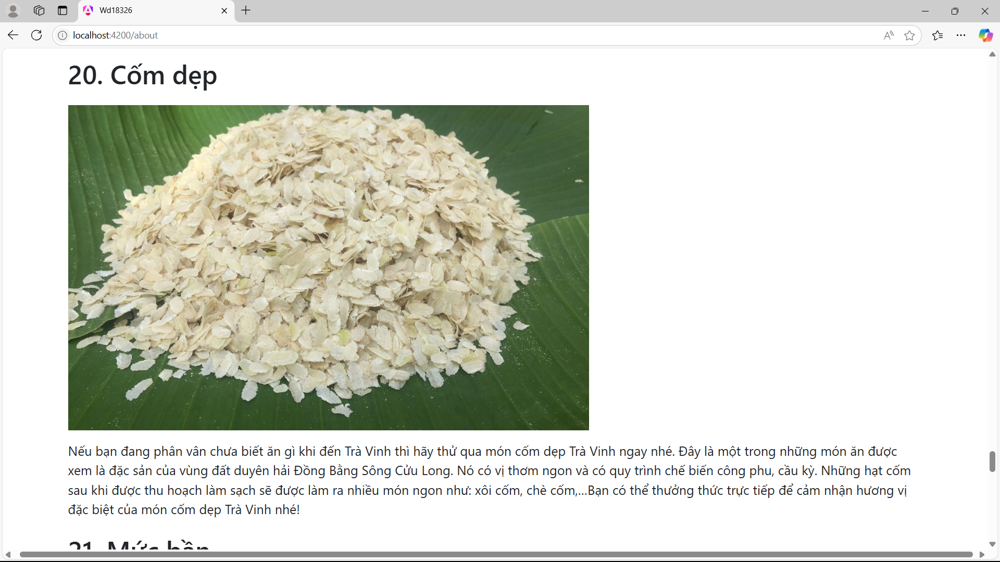 Wd18326
localhost:4200/about
20. Cốm dẹp
Nếu bạn đang phân vân chưa biết ăn gì khi đến Trà Vinh thì hãy thử qua món cốm dẹp Trà Vinh ngay nhé. Đây là một trong những món ăn được
xem là đặc sản của vùng đất duyên hải Đồng Bằng Sông Cửu Long. Nó có vị thơm ngon và có quy trình chế biến công phu, cầu kỳ. Những hạt cốm
sau khi được thu hoạch làm sạch sẽ được làm ra nhiều món ngon như: xôi cốm, chè cốm,...Bạn có thể thưởng thức trực tiếp để cảm nhận hương vị
đặc biệt của món cốm dẹp Trà Vinh nhé!
21. Mức bần